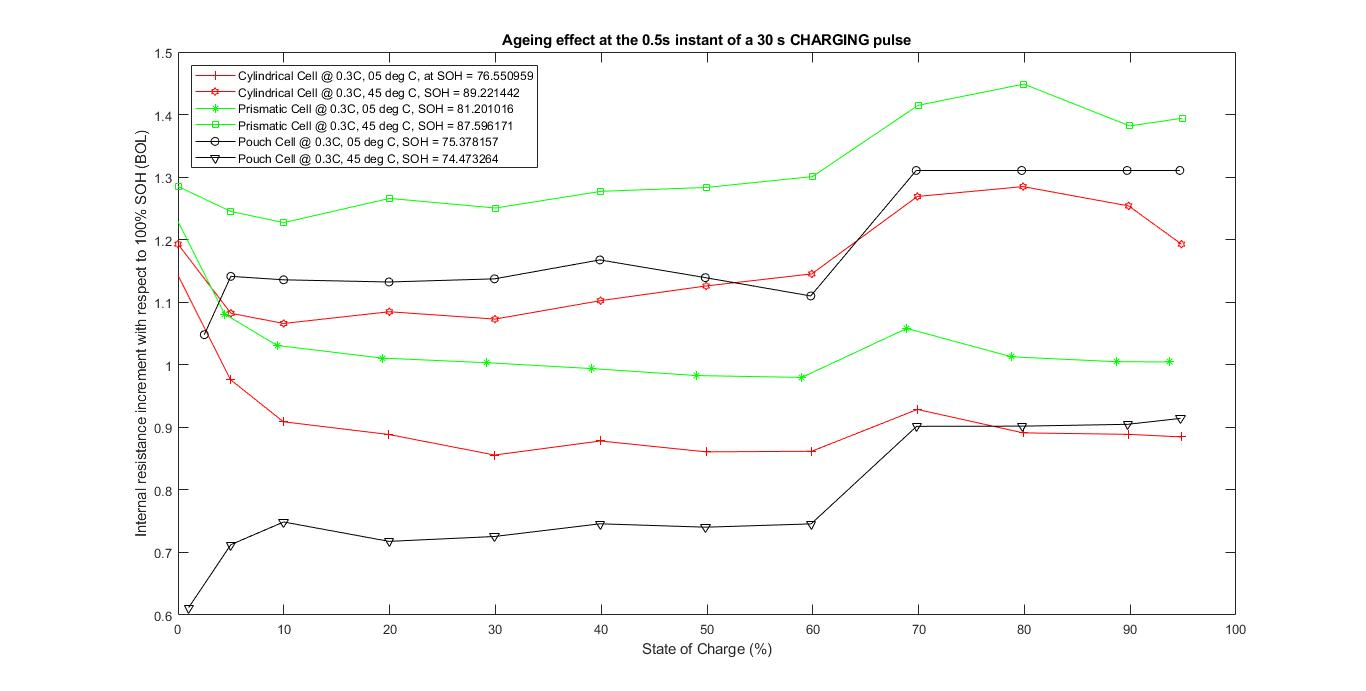 Ageing effect at the 0.5s instant of a 30 s CHARGING pulse
1.5
1.4
1.3
1.2
1.1
1
0.9
0.8
0.7
0.6
Internal resistance increment with respect to 100% SOH (BOL)
Cylindrical Cell @ 0.3C, 05 deg C, at SOH = 76.550959
Cylindrical Cell @ 0.3C, 45 deg C, SOH = 89.221442
Prismatic Cell @ 0.3C, 05 deg C, SOH = 81.201016
Prismatic Cell @ 0.3C, 45 deg C, SOH = 87.596171
Pouch Cell @ 0.3C, 05 deg C, SOH = 75.378157
Pouch Cell @ 0.3C, 45 deg C, SOH = 74.473264
0 10 20 30 40 50 60 70 80 90 100
State of Charge (%)